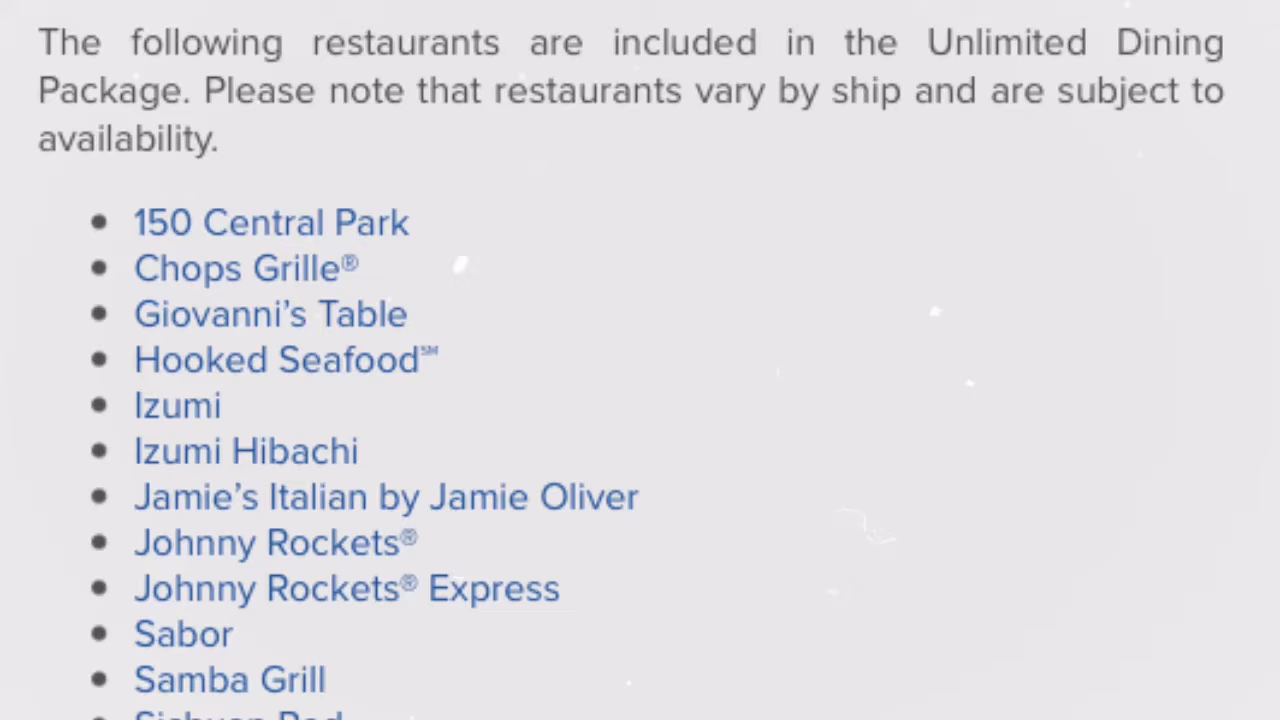 The following restaurants are included in the Unlimited Dining
Package. Please note that restaurants vary by ship and are subject to
availability.
• 150 Central Park
• Chops Grille®
• Giovanni’s Table
• Hooked Seafood℠
• Izumi
• Izumi Hibachi
• Jamie’s Italian by Jamie Oliver
• Johnny Rockets®
• Johnny Rockets® Express
• Sabor
• Samba Grill